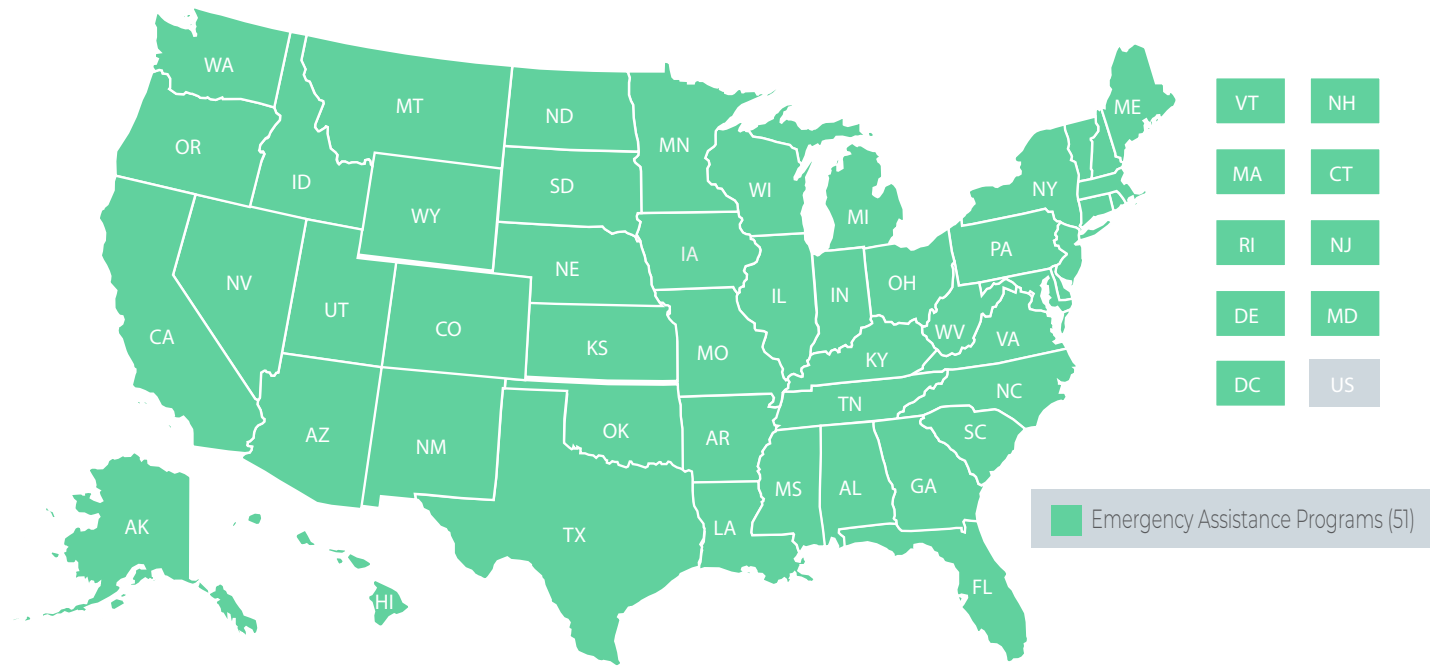 WA
MT
ND
MN
ME
VT
NH
OR
ID
SD
WI
MI
NY
MA
CT
WY
IA
PA
RI
NJ
NV
UT
NE
IL
IN
OH
DE
MD
CA
CO
KS
MO
KY
WV
VA
DC
US
AZ
NM
OK
AR
TN
NC
SC
MS
AL
GA
AK
TX
LA
Emergency Assistance Programs (51)
HI
FL